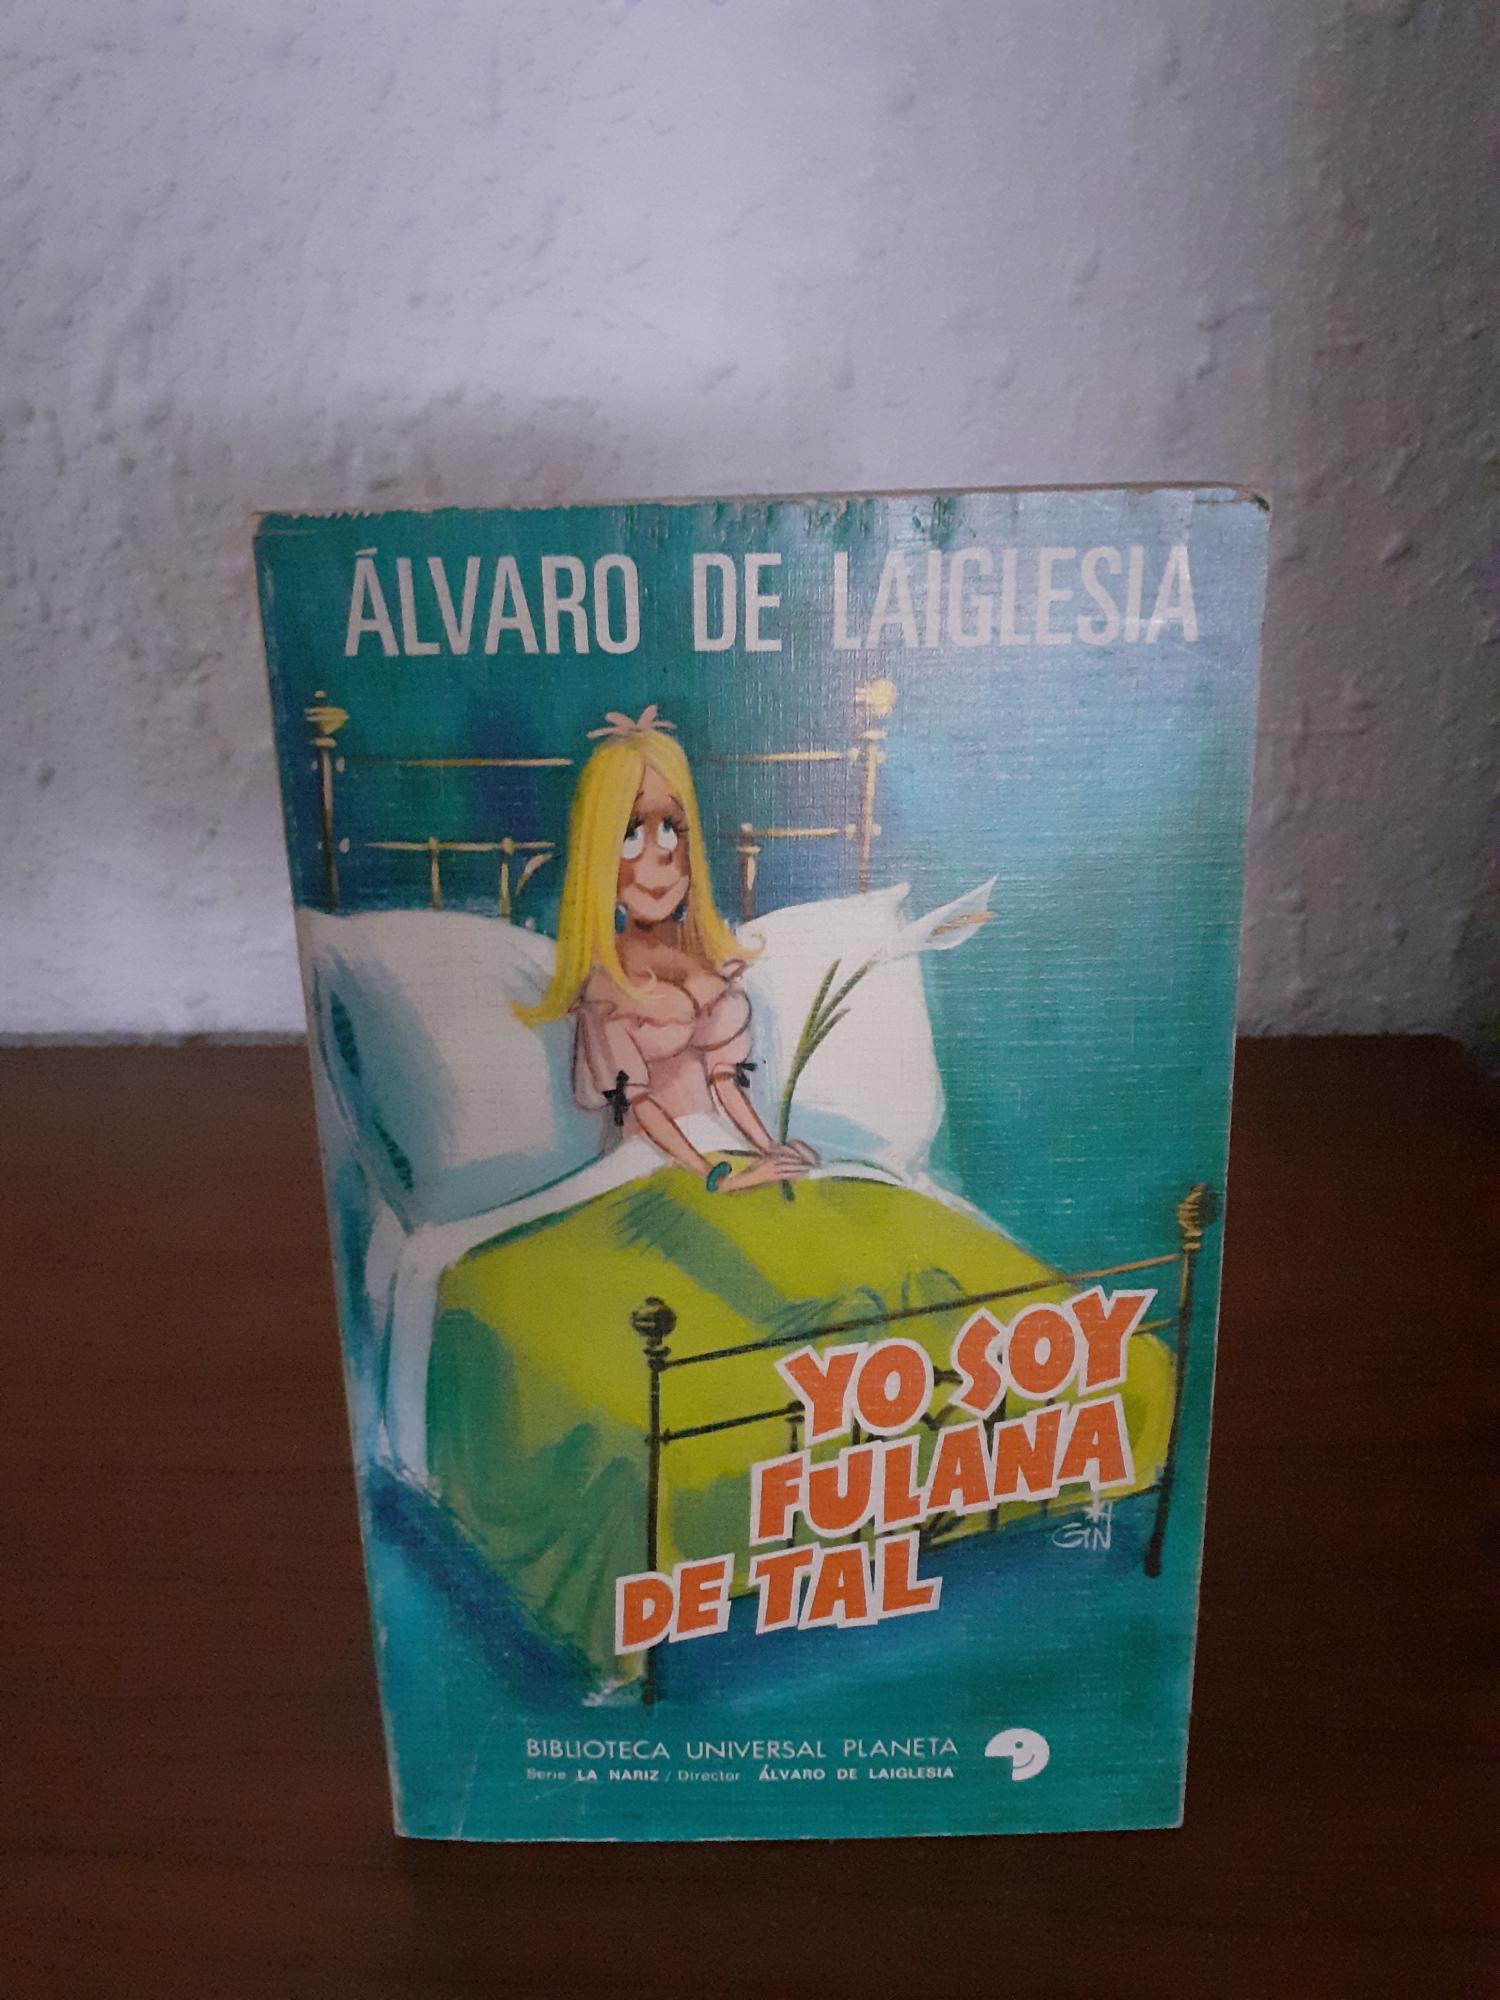 ÁLVARO DE LAIGLESIA
YO SOY
FULANA
DE TAL
GIN
BIBLIOTECA UNIVERSAL PLANETA
Serie LA NARIZ / Director ÁLVARO DE LAIGLESIA